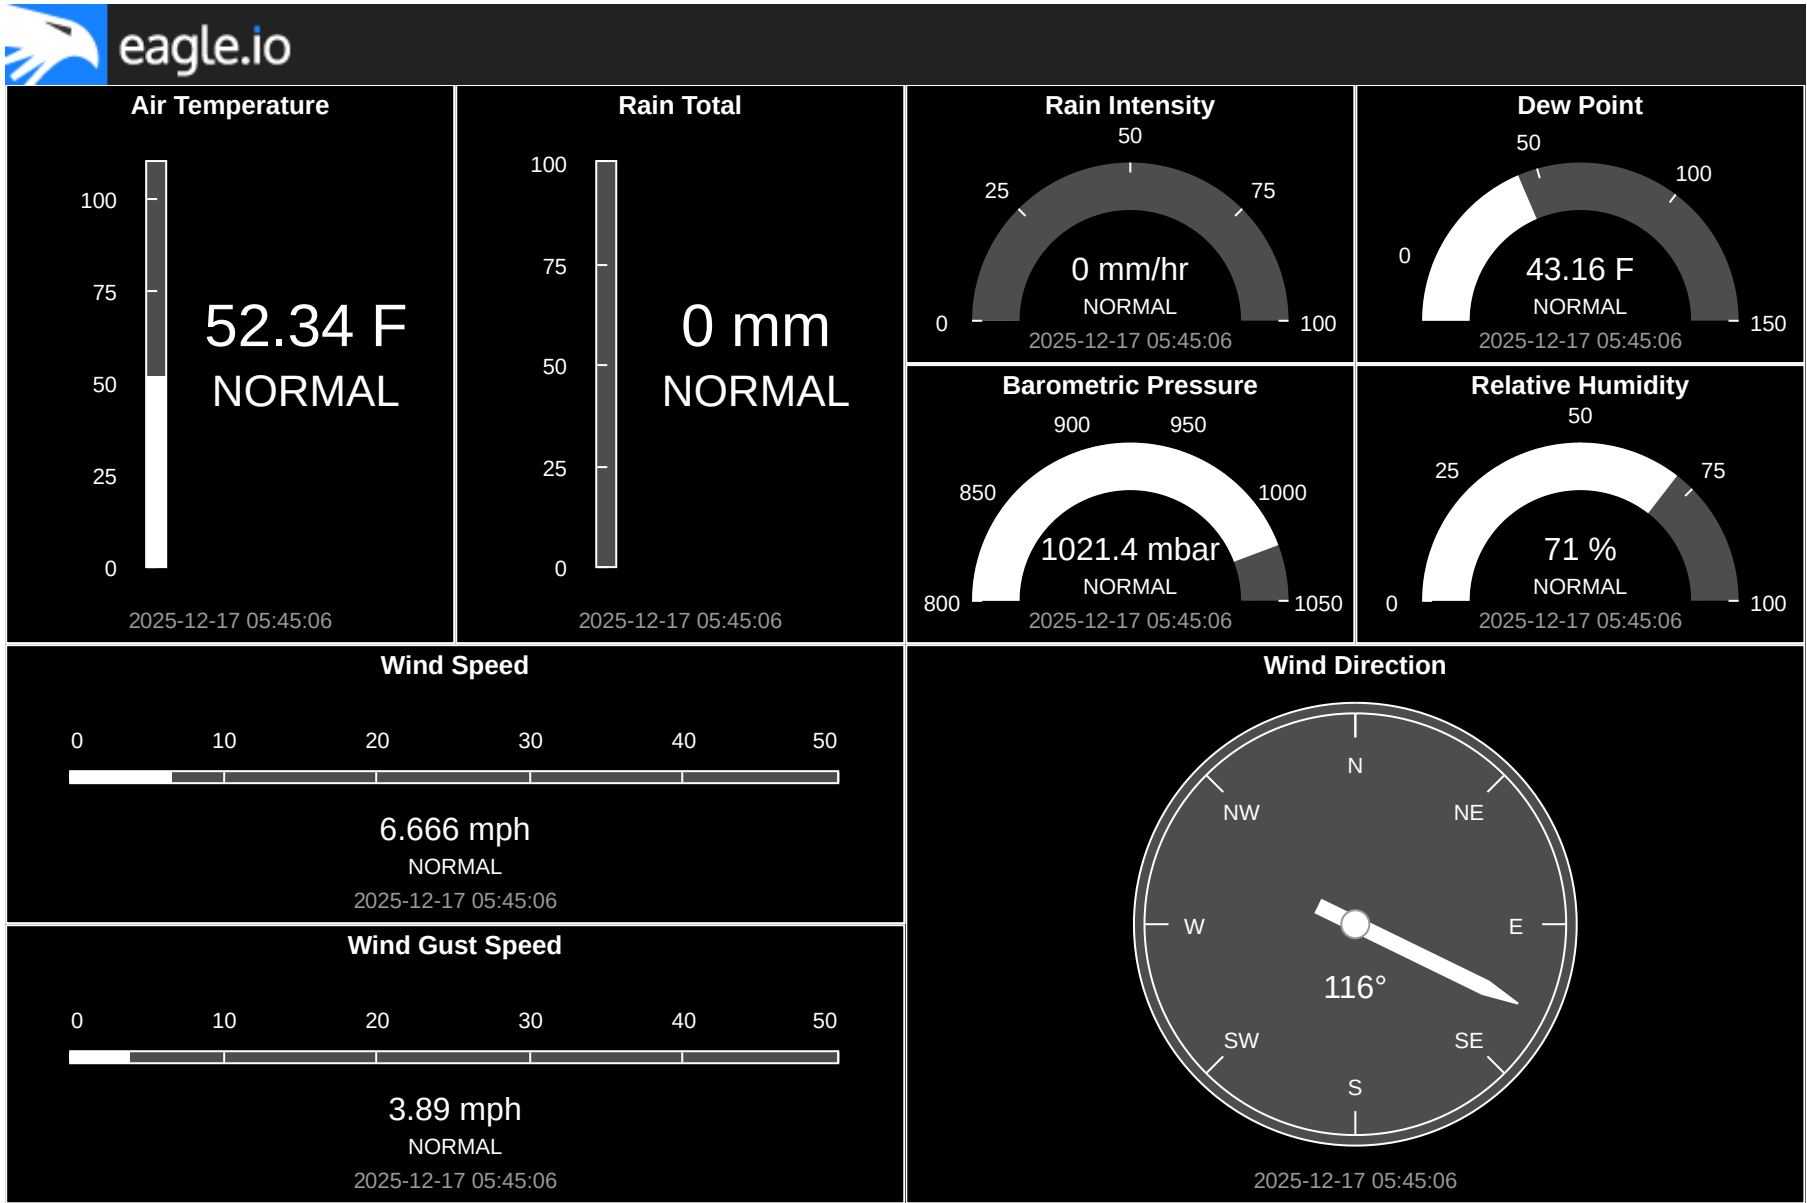 eagle.io
Air Temperature
100
75
50
25
0
52.34 F
NORMAL
2025-12-17 05:45:06
Rain Total
100
75
50
25
0
0 mm
NORMAL
2025-12-17 05:45:06
Rain Intensity
50
25
75
0
100
0 mm/hr
NORMAL
2025-12-17 05:45:06
Dew Point
50
100
0
150
43.16 F
NORMAL
2025-12-17 05:45:06
Barometric Pressure
900
950
850
1000
800
1050
1021.4 mbar
NORMAL
2025-12-17 05:45:06
Relative Humidity
50
25
75
0
100
71 %
NORMAL
2025-12-17 05:45:06
Wind Speed
0 10 20 30 40 50
6.666 mph
NORMAL
2025-12-17 05:45:06
Wind Gust Speed
0 10 20 30 40 50
3.89 mph
NORMAL
2025-12-17 05:45:06
Wind Direction
N
NW NE
W E
116°
SW SE
S
2025-12-17 05:45:06